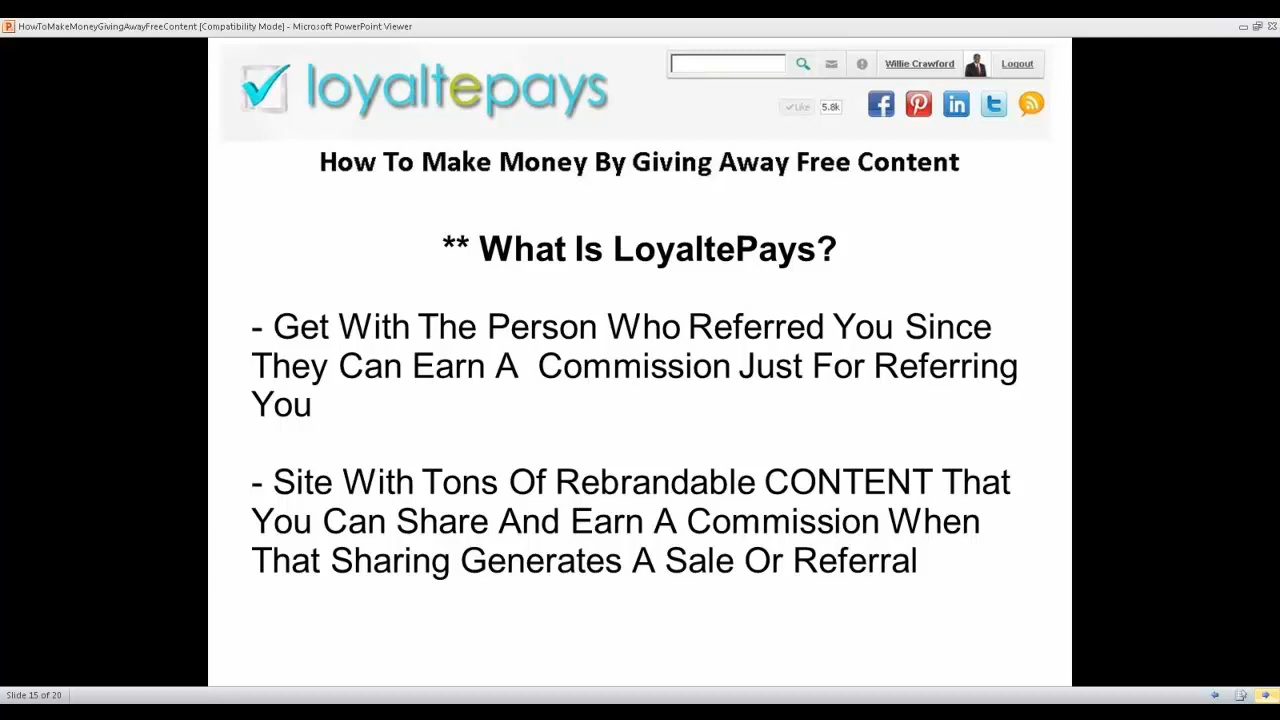 HowToMakeMoneyGivingAwayFreeContent [Compatibility Mode] - Microsoft PowerPoint Viewer
loyaltepays
Willie Crawford
Logout
Like
5.8k
How To Make Money By Giving Away Free Content
** What Is LoyaltePays?
- Get With The Person Who Referred You Since
They Can Earn A Commission Just For Referring
You
- Site With Tons Of Rebrandable CONTENT That
You Can Share And Earn A Commission When
That Sharing Generates A Sale Or Referral
Slide 15 of 20